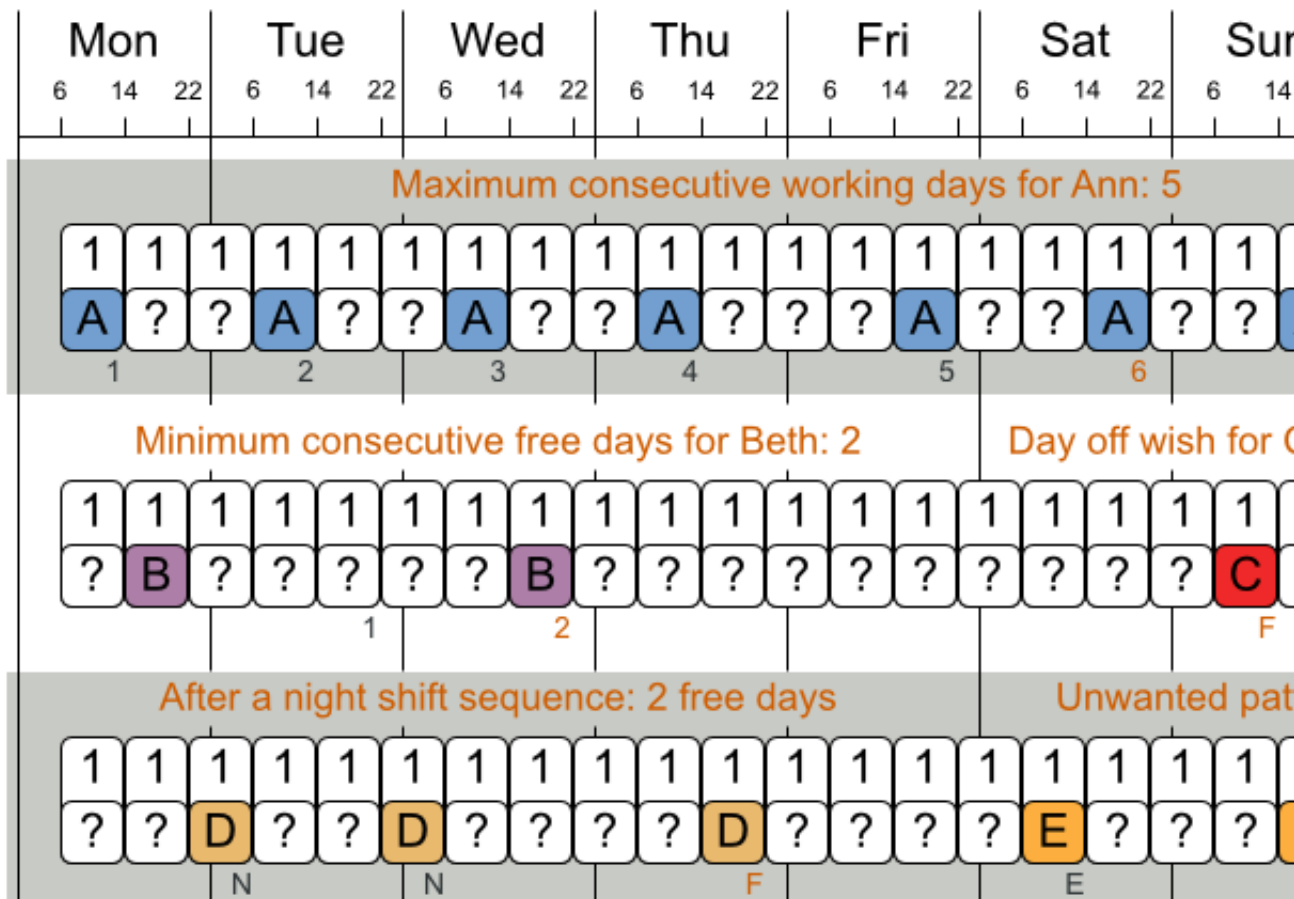 Mon Tue Wed Thu Fri Sat
6 14 22 6 14 22 6 14 22 6 14 22 6 14 22 6 14 22 6 14
Maximum consecutive working days for Ann: 5
1 1 1 1 1 1 1 1 1 1 1 1 1 1 1 1 1 1 1
A ? ? A ? ? A ? ? A ? ? ? A ? ? A ? ?
1 2 3 4 5 6
Minimum consecutive free days for Beth: 2 Day off wish for
1 1 1 1 1 1 1 1 1 1 1 1 1 1 1 1 1 1 1
? B ? ? ? ? ? B ? ? ? ? ? ? ? ? ? ? C
1 2 F
After a night shift sequence: 2 free days Unwanted
1 1 1 1 1 1 1 1 1 1 1 1 1 1 1 1 1 1 1
? ? D ? ? D ? ? ? ? D ? ? ? ? E ? ? ?
N N F E